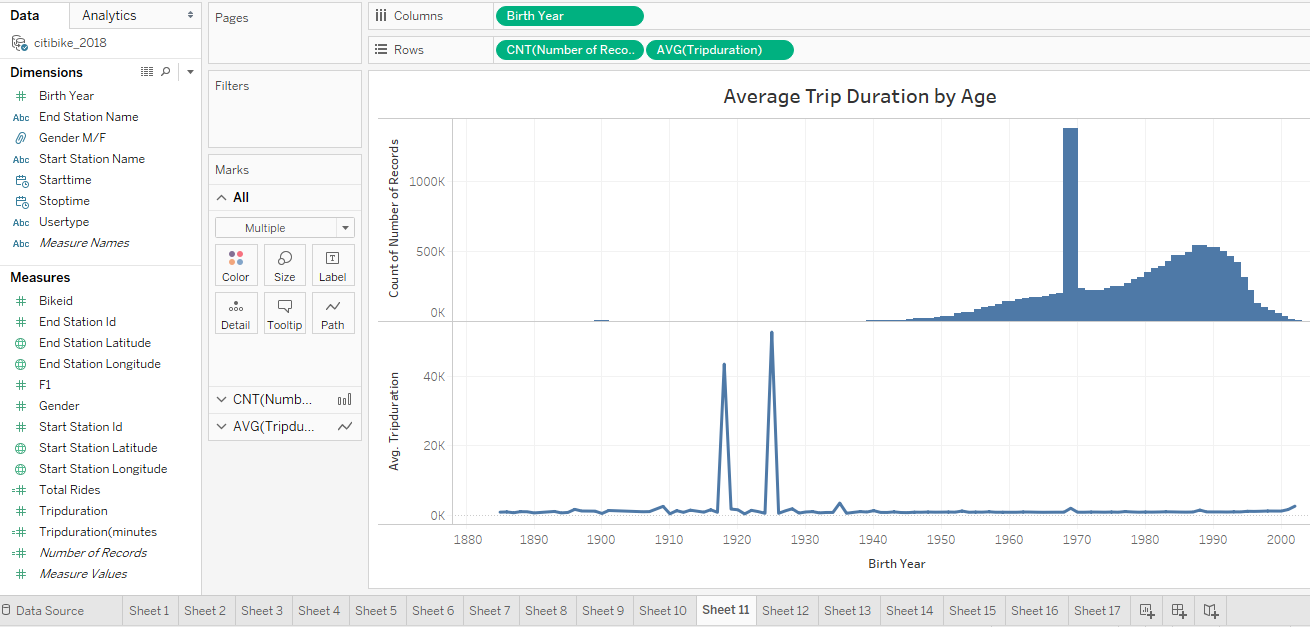 Data
Analytics
citibike_2018
Dimensions
Birth Year
Abc End Station Name
Gender M/F
Abc Start Station Name
Starttime
Stoptime
Abc Usertype
Abc Measure Names
Measures
Bikeid
End Station Id
End Station Latitude
End Station Longitude
F1
Gender
Start Station Id
Start Station Latitude
Start Station Longitude
Total Rides
Tripduration
Tripduration(minutes
Number of Records
Measure Values
Pages
Filters
Marks
All
Multiple
Color Size Label
Detail Tooltip Path
CNT(Numb...
AVG(Tripdu...
Columns Birth Year
Rows CNT(Number of Reco.. AVG(Tripduration)
Average Trip Duration by Age
Count of Number of Records
1000K
500K
0K
Avg. Tripduration
40K
20K
0K
1880 1890 1900 1910 1920 1930 1940 1950 1960 1970 1980 1990 2000
Birth Year
Data Source Sheet 1 Sheet 2 Sheet 3 Sheet 4 Sheet 5 Sheet 6 Sheet 7 Sheet 8 Sheet 9 Sheet 10 Sheet 11 Sheet 12 Sheet 13 Sheet 14 Sheet 15 Sheet 16 Sheet 17